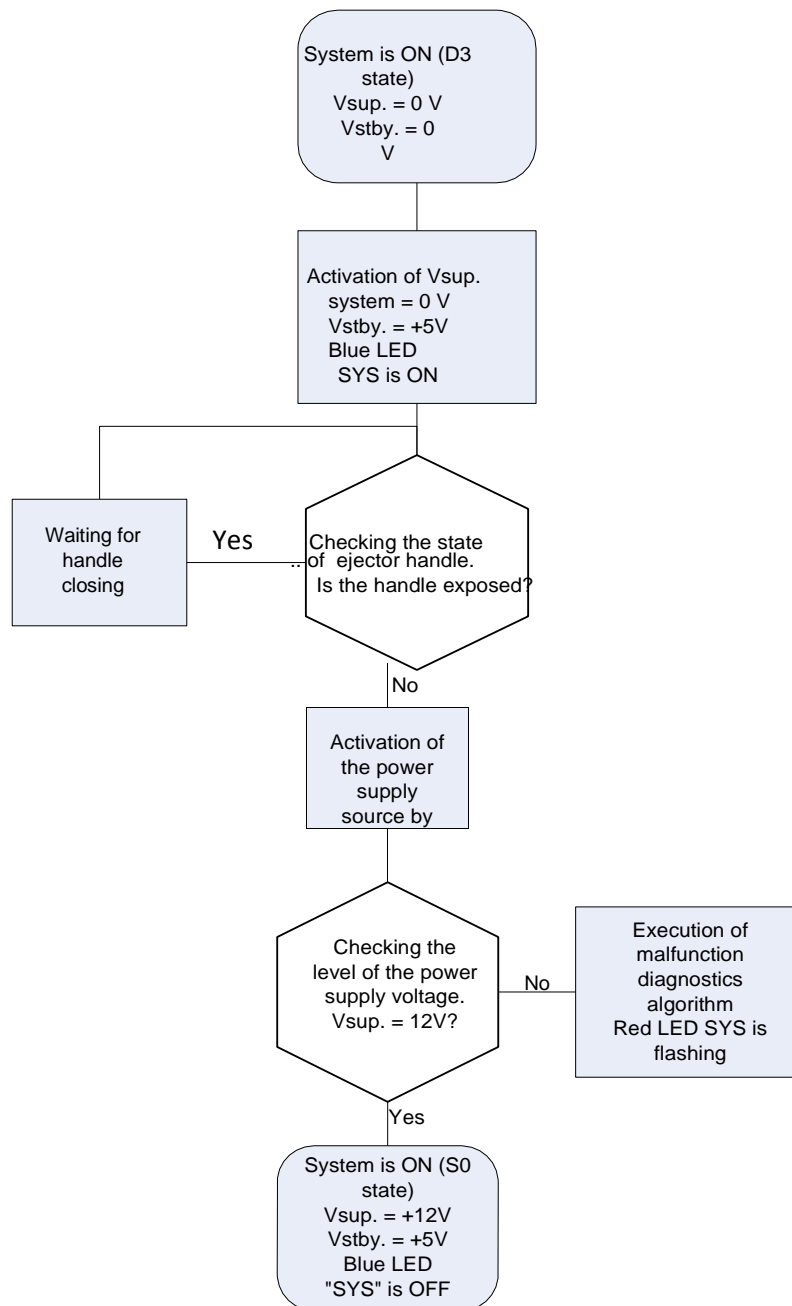 System is ON (D3
state)
Vsup. = 0 V
Vstby. = 0
V
Activation of Vsup.
system = 0 V
Vstby. = +5V
Blue LED
SYS is ON
Waiting for
handle
closing
Yes
Checking the state
.. of ejector handle.
Is the handle exposed?
No
Activation of
the power
supply
source by
Checking the
level of the power
supply voltage.
Vsup. = 12V?
No
Execution of
malfunction
diagnostics
algorithm
Red LED SYS is
flashing
Yes
System is ON (S0
state)
Vsup. = +12V
Vstby. = +5V
Blue LED
"SYS" is OFF